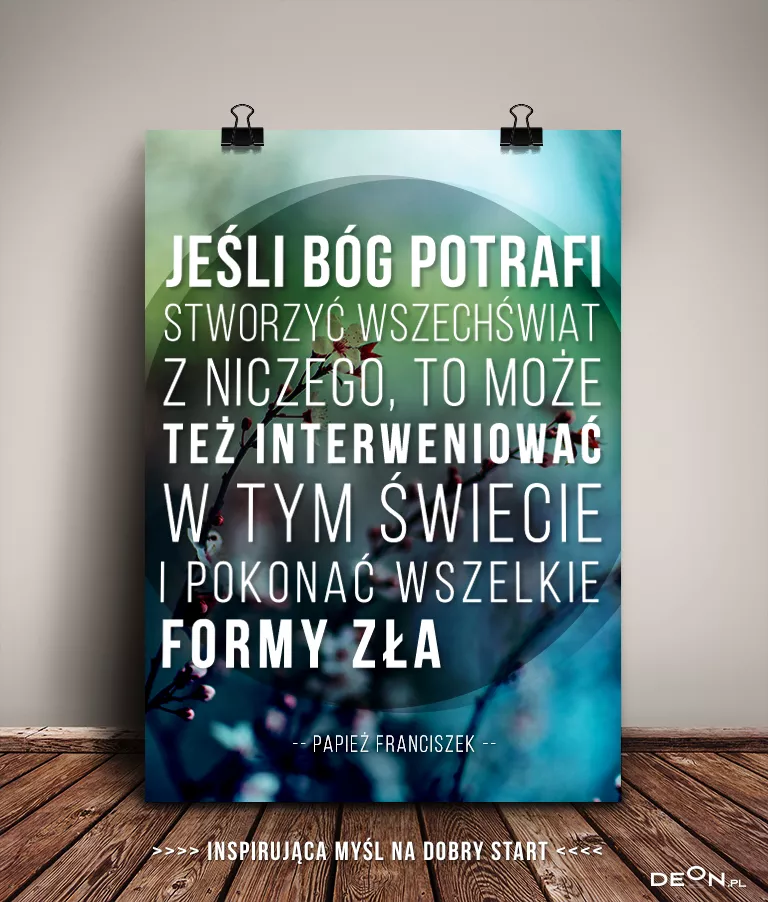 JEŚLI BÓG POTRAFI
STWORZYĆ WSZECHŚWIAT
Z NICZEGO, TO MOŻE
TEŻ INTERWENIOWAĆ
W TYM ŚWIECIE
I POKONAĆ WSZELKIE
FORMY ZŁA
-- PAPIEŻ FRANCISZEK --
>>>> INSPIRUJĄCA MYŚL NA DOBRY START <<<<
DEON.PL